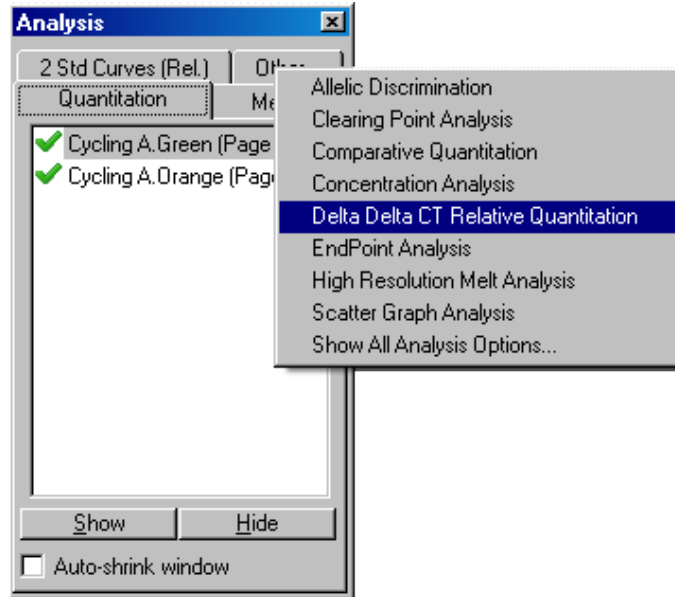 Analysis
2 Std Curves (Rel.)
Quantitation
Cycling A.Green (Page
Cycling A.Orange
Allelic Discrimination
Clearing Point Analysis
Comparative Quantitation
Concentration Analysis
Delta Delta CT Relative Quantitation
EndPoint Analysis
High Resolution Melt Analysis
Scatter Graph Analysis
Show All Analysis Options...
Show
Hide
Auto-shrink window